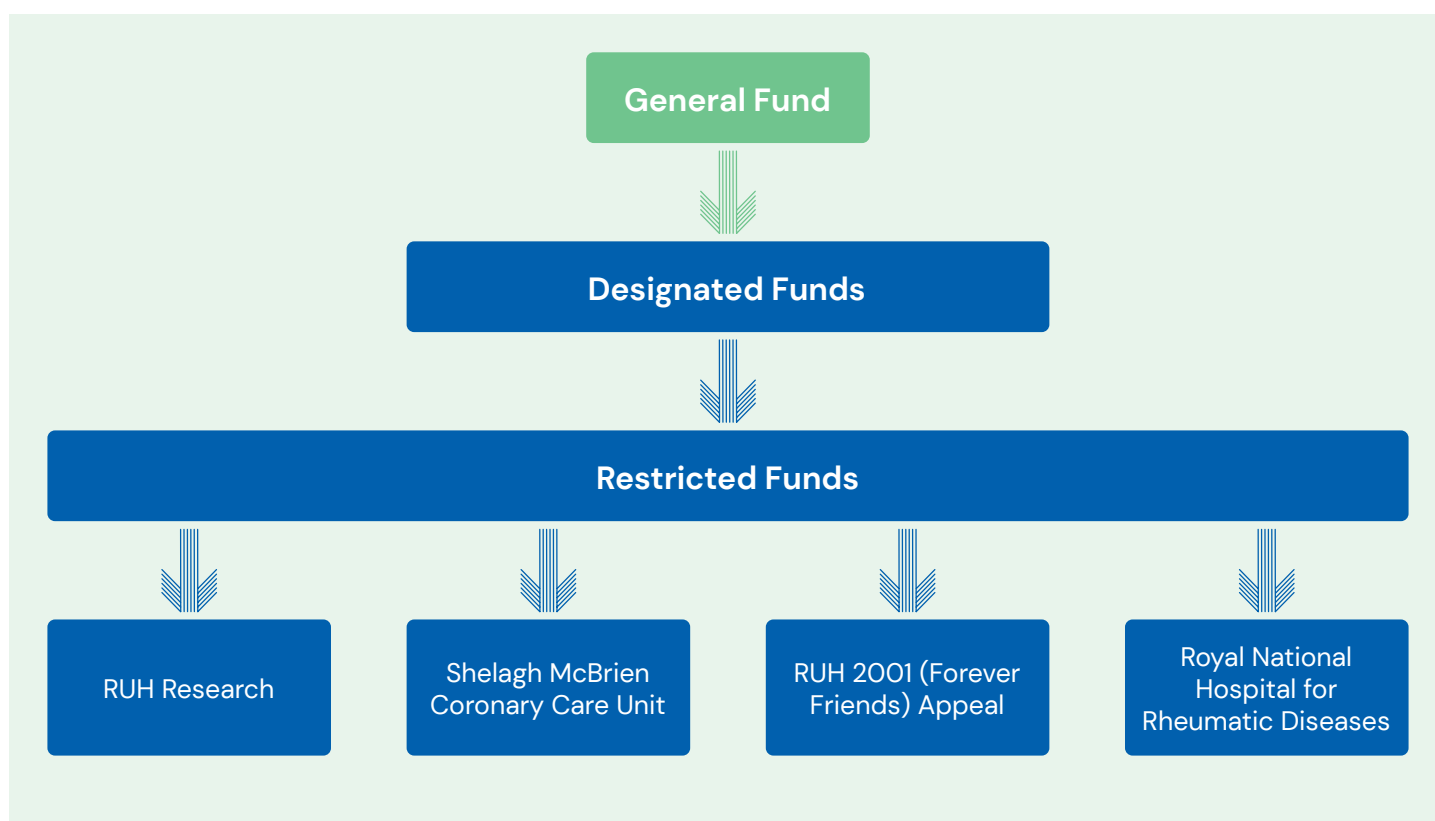 General Fund
Designated Funds
Restricted Funds
RUH Research
Shelagh McBrien
Coronary Care Unit
RUH 2001 (Forever
Friends) Appeal
Royal National
Hospital for
Rheumatic Diseases